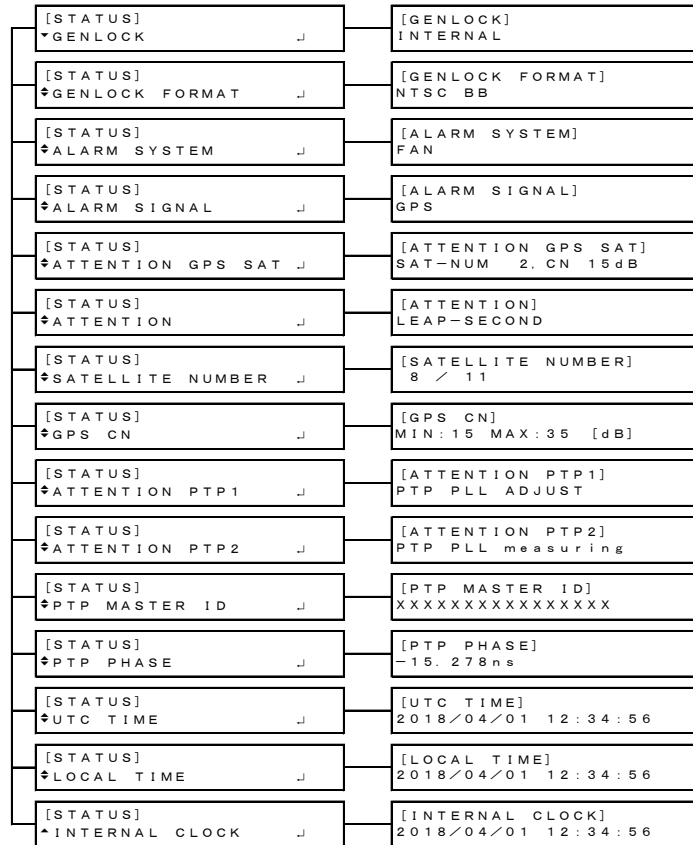 [STATUS]
▼GENLOCK ↵
[GENLOCK]
INTERNAL
[STATUS]
♦GENLOCK FORMAT ↵
[GENLOCK FORMAT]
NTSC BB
[STATUS]
♦ALARM SYSTEM ↵
[ALARM SYSTEM]
FAN
[STATUS]
♦ALARM SIGNAL ↵
[ALARM SIGNAL]
GPS
[STATUS]
♦ATTENTION GPS SAT ↵
[ATTENTION GPS SAT]
SAT-NUM 2, CN 15dB
[STATUS]
♦ATTENTION ↵
[ATTENTION]
LEAP-SECOND
[STATUS]
♦SATELLITE NUMBER ↵
[SATELLITE NUMBER]
8 / 11
[STATUS]
♦GPS CN ↵
[GPS CN]
MIN:15 MAX:35 [dB]
[STATUS]
♦ATTENTION PTP1 ↵
[ATTENTION PTP1]
PTP PLL ADJUST
[STATUS]
♦ATTENTION PTP2 ↵
[ATTENTION PTP2]
PTP PLL measuring
[STATUS]
♦PTP MASTER ID ↵
[PTP MASTER ID]
XXXXXXXXXXXXXXXX
[STATUS]
♦PTP PHASE ↵
[PTP PHASE]
-15.278ns
[STATUS]
♦UTC TIME ↵
[UTC TIME]
2018/04/01 12:34:56
[STATUS]
♦LOCAL TIME ↵
[LOCAL TIME]
2018/04/01 12:34:56
[STATUS]
▲INTERNAL CLOCK ↵
[INTERNAL CLOCK]
2018/04/01 12:34:56